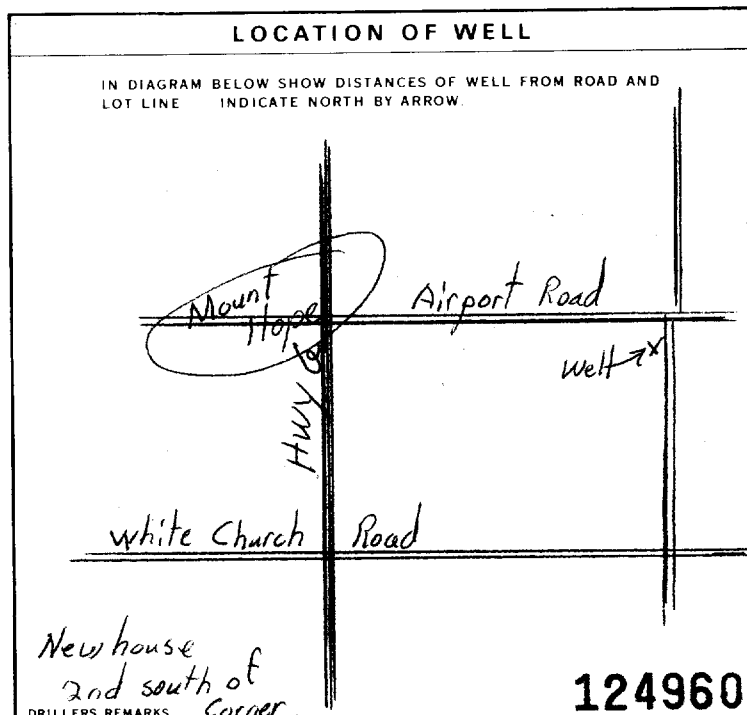 LOCATION OF WELL
IN DIAGRAM BELOW SHOW DISTANCES OF WELL FROM ROAD AND
LOT LINE INDICATE NORTH BY ARROW.
Mount
Hope
Airport Road
Well x
Hwy 6
White Church Road
New house
2nd south of
Corner
DRILLERS REMARKS
124960